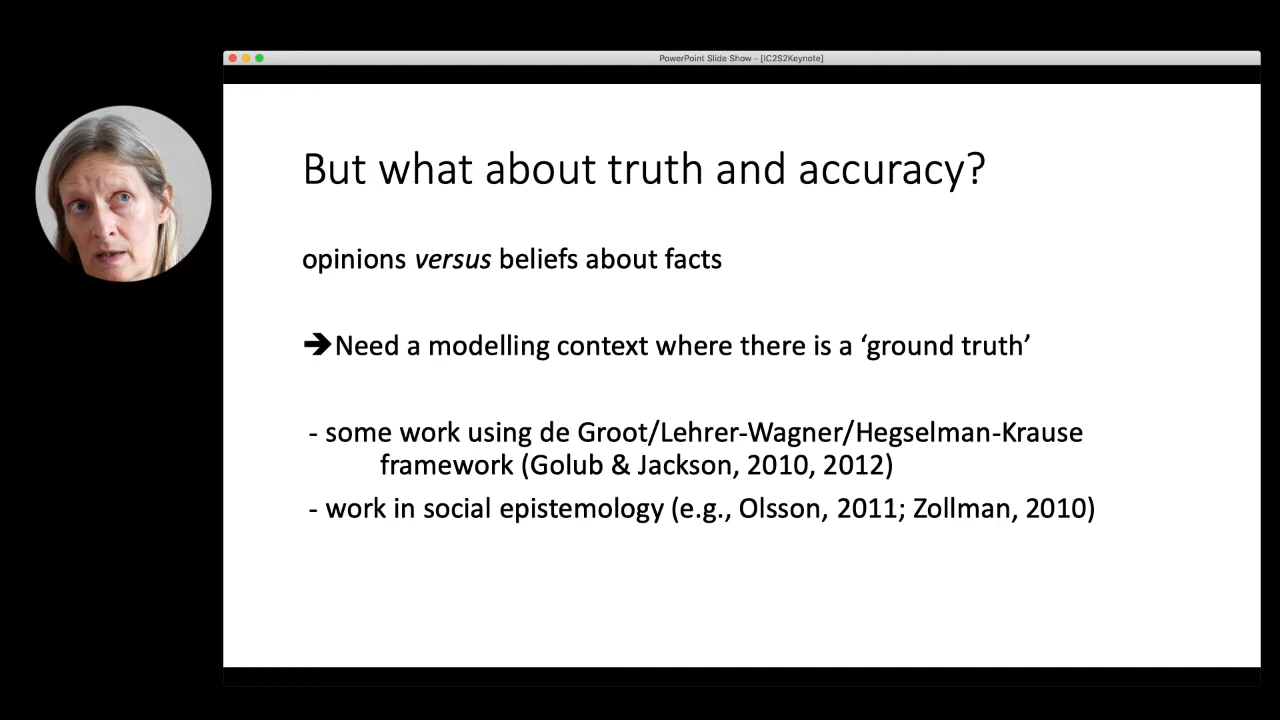 PowerPoint Slide Show - [IC2S2Keynote]
But what about truth and accuracy?
opinions versus beliefs about facts
➔Need a modelling context where there is a ‘ground truth’
- some work using de Groot/Lehrer-Wagner/Hegselman-Krause
framework (Golub & Jackson, 2010, 2012)
- work in social epistemology (e.g., Olsson, 2011; Zollman, 2010)